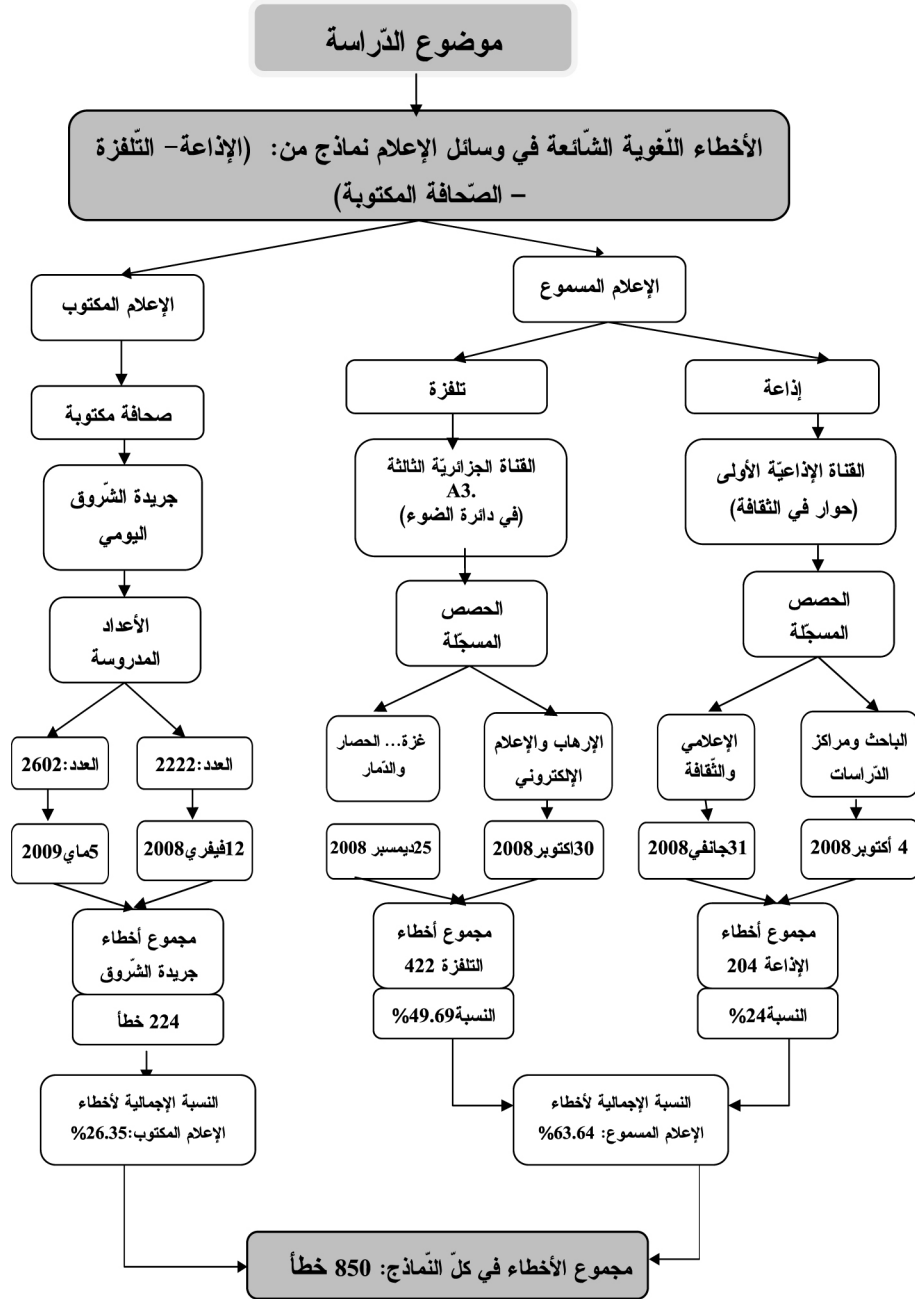 موضوع الدّراسة
الأخطاء اللّغوية الشّائعة في وسائل الإعلام نماذج من: (الإذاعة- التّلفزة
– الصّحافة المكتوبة)
الإعلام المسموع
الإعلام المكتوب
إذاعة
تلفزة
صحافة مكتوبة
القناة الإذاعيّة الأولى
(حوار في الثقافة)
القناة الجزائريّة الثالثة
A3.
(في دائرة الضوء)
جريدة الشّروق
اليومي
الحصص
المسجّلة
الحصص
المسجّلة
الأعداد
المدروسة
الباحث ومراكز
الدّراسات
الإعلامي
والثّقافة
الإرهاب والإعلام
الإلكتروني
غزة... الحصار
والدّمار
العدد:2222
العدد:2602
4 أكتوبر2008
31جانفي2008
30اكتوبر2008
25ديمسبر 2008
12فيفري2008
5ماي2009
مجموع أخطاء
الإذاعة 204
مجموع أخطاء
التلفزة 422
مجموع أخطاء
جريدة الشّروق
النسبة24%
النسبة49.69%
224 خطأ
النسبة الإجمالية لأخطاء
الإعلام المسموع: 63.64%
النسبة الإجمالية لأخطاء
الإعلام المكتوب:26.35%
مجموع الأخطاء في كلّ النّماذج: 850 خطأ